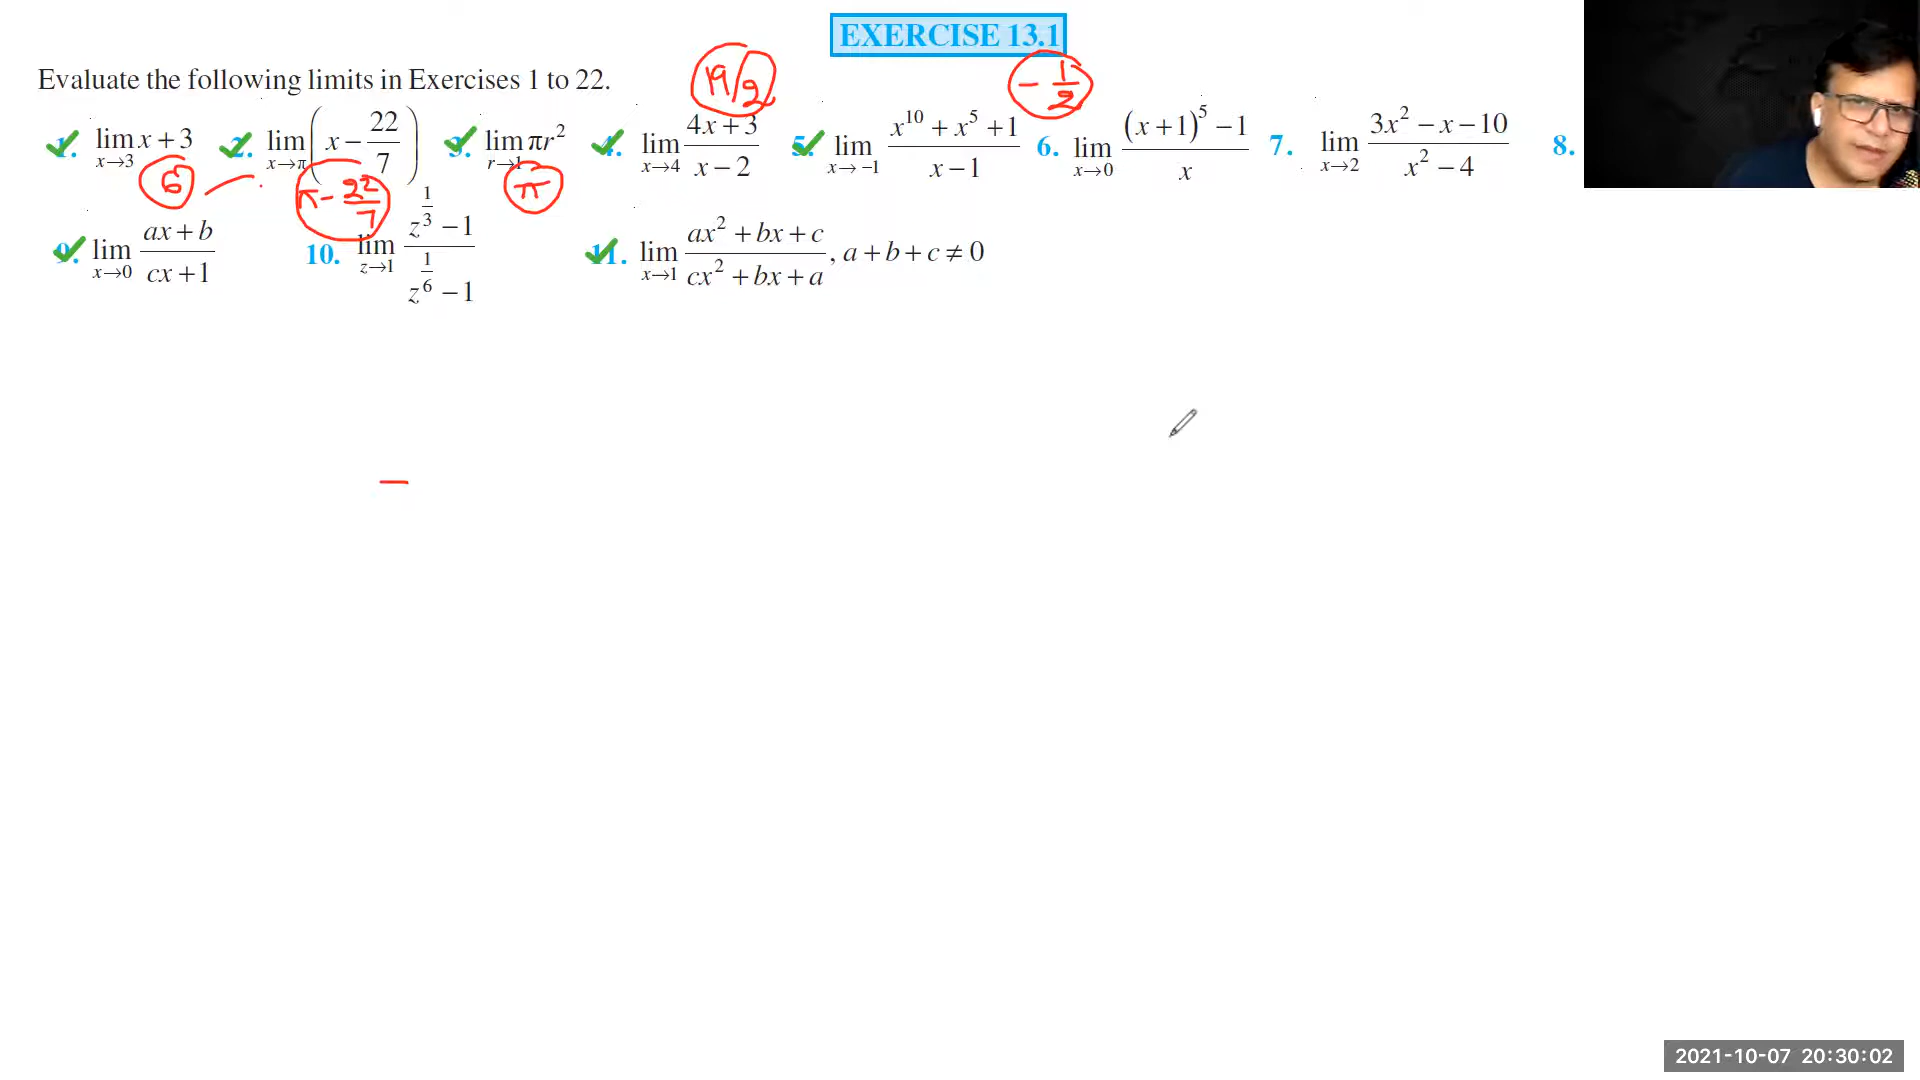 EXERCISE 13.1
Evaluate the following limits in Exercises 1 to 22.
19/2
- 1/2
1. lim x→3 x + 3
2. lim x→π (x − 22/7)
3. lim r→1 πr²
4. lim x→4 (4x + 3)/(x − 2)
5. lim x→ −1 (x¹⁰ + x⁵ + 1)/(x − 1)
6. lim x→0 ((x + 1)⁵ − 1)/x
7. lim x→2 (3x² − x − 10)/(x² − 4)
8.
6
π - 22/7
π
9. lim x→0 (ax + b)/(cx + 1)
10. lim z→1 (z^(1/3) − 1)/(z^(1/6) − 1)
11. lim x→1 (ax² + bx + c)/(cx² + bx + a), a + b + c ≠ 0
2021-10-07 20:30:02